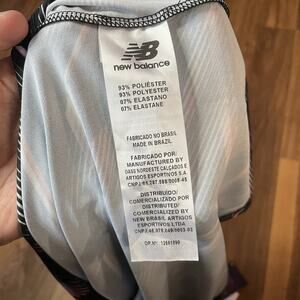 NB
new balance
93% POLIÉSTER
93% POLYESTER
07% ELASTANO
07% ELASTANE
FABRICADO NO BRASIL
MADE IN BRAZIL
FABRICADO POR/
MANUFACTURED BY
DASS NORDESTE CALÇADOS E
ARTIGOS ESPORTIVOS S.A
DISTRIBUÍDO/
COMERCIALIZADO POR
DISTRIBUTED/
COMERCIALIZED BY
NEW BRASIL ARTIGOS
ESPORTIVOS LTDA